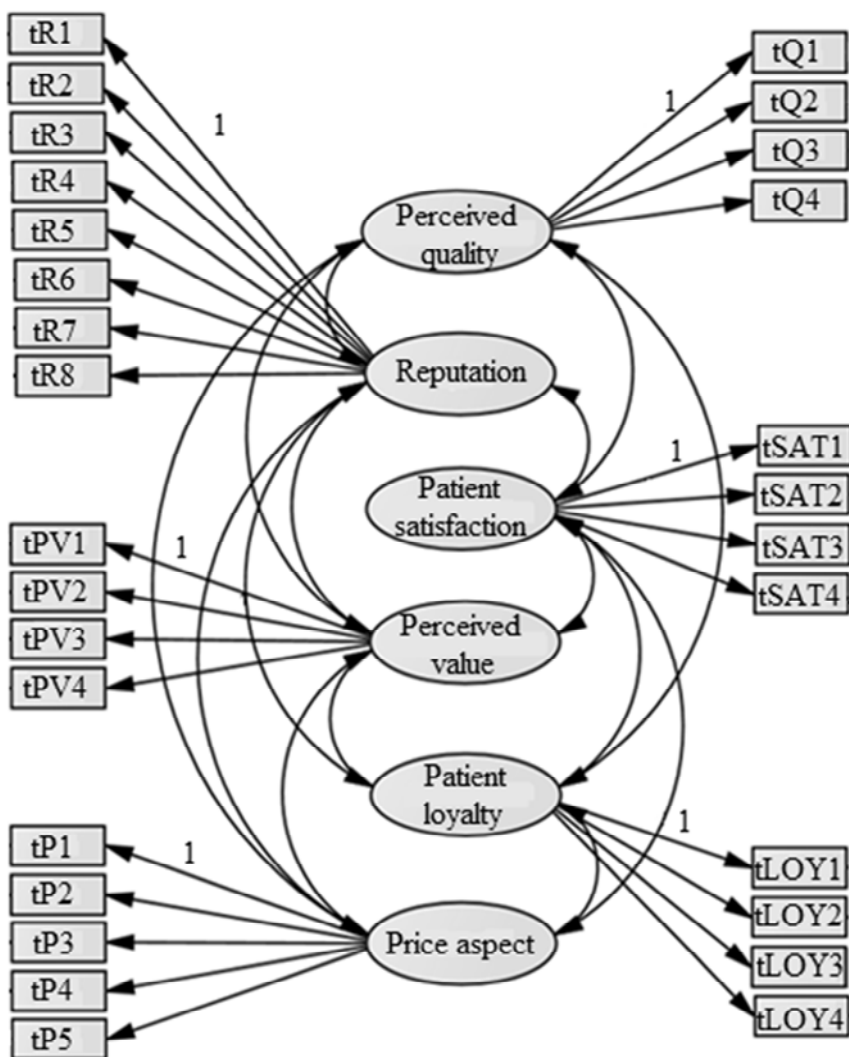 tR1
tR2
tR3
tR4
tR5
tR6
tR7
tR8
1
tQ1
tQ2
tQ3
tQ4
1
Perceived
quality
Reputation
Patient
satisfaction
tSAT1
tSAT2
tSAT3
tSAT4
1
tPV1
tPV2
tPV3
tPV4
1
Perceived
value
Patient
loyalty
tP1
tP2
tP3
tP4
tP5
1
Price aspect
1
tLOY1
tLOY2
tLOY3
tLOY4